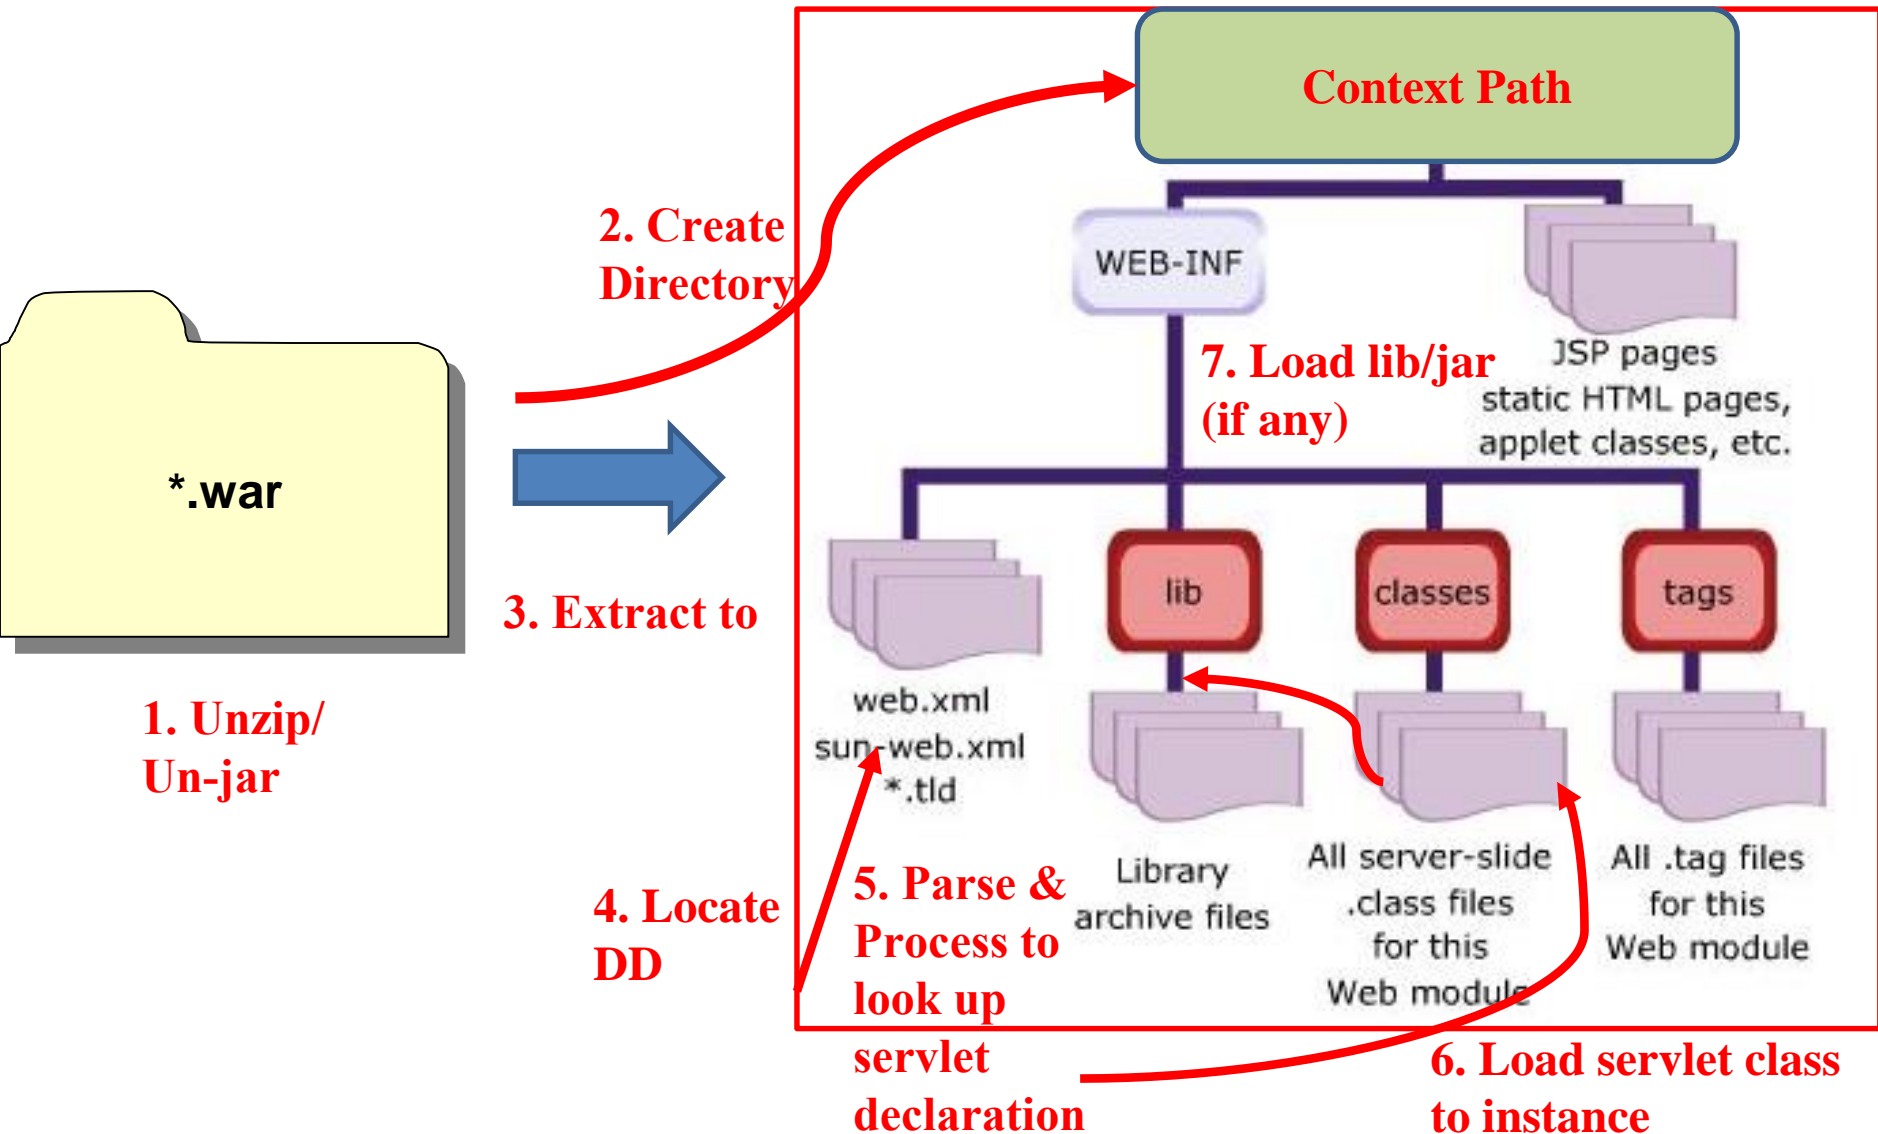 Context Path
2. Create
Directory
WEB-INF
JSP pages
static HTML pages,
applet classes, etc.
7. Load lib/jar
(if any)
*.war
3. Extract to
lib
classes
tags
web.xml
sun-web.xml
*.tld
1. Unzip/
Un-jar
Library
archive files
All server-slide
.class files
for this
Web module
All .tag files
for this
Web module
4. Locate
DD
5. Parse &
Process to
look up
servlet
declaration
6. Load servlet class
to instance